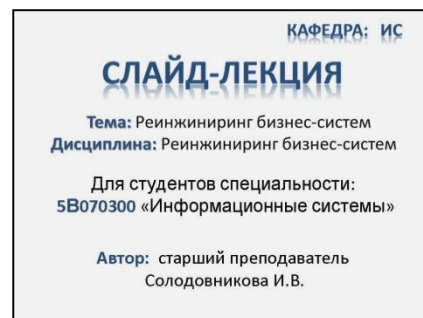 КАФЕДРА: ИС
СЛАЙД-ЛЕКЦИЯ
Тема: Реинжиниринг бизнес-систем
Дисциплина: Реинжиниринг бизнес-систем
Для студентов специальности:
5В070300 «Информационные системы»
Автор: старший преподаватель
Солодовникова И.В.